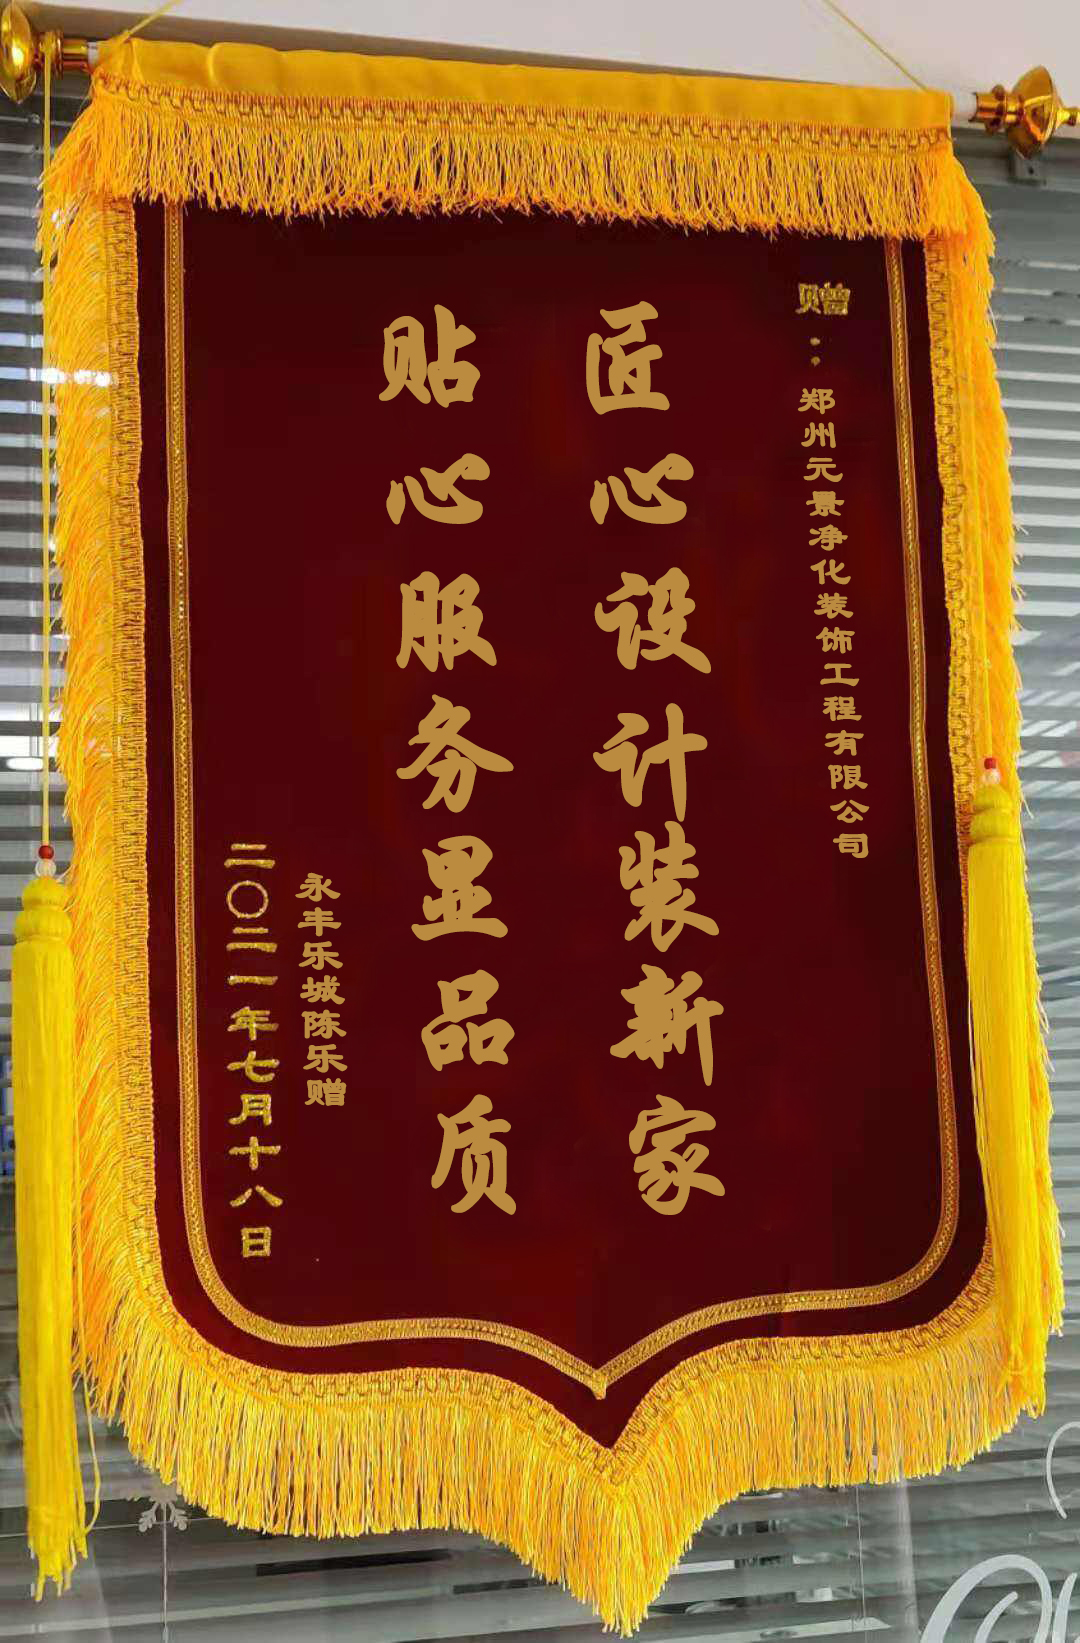 赠：郑州元景净化装饰工程有限公司
匠心设计装新家
贴心服务显品质
永丰乐城陈乐赠
二〇二一年七月十八日